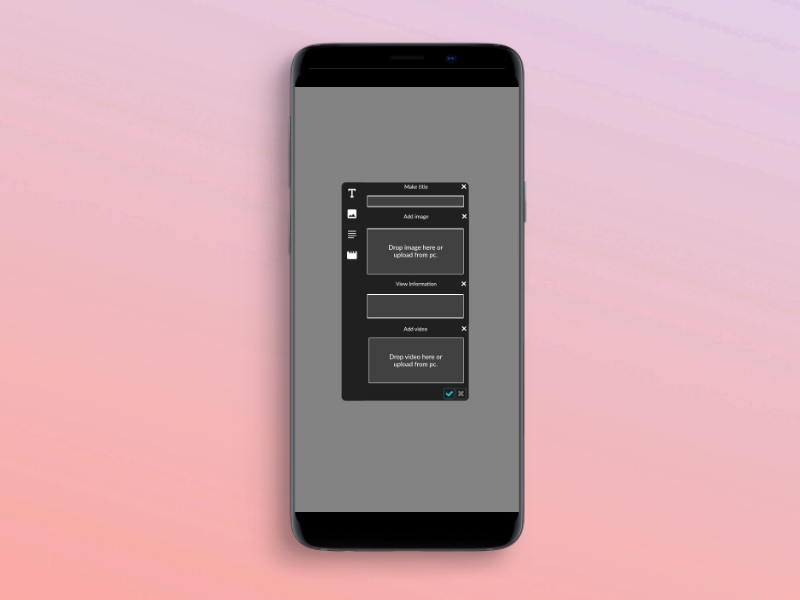 Make title
Add image
Drop image here or
upload from pc.
View information
Add video
Drop video here or
upload from pc.